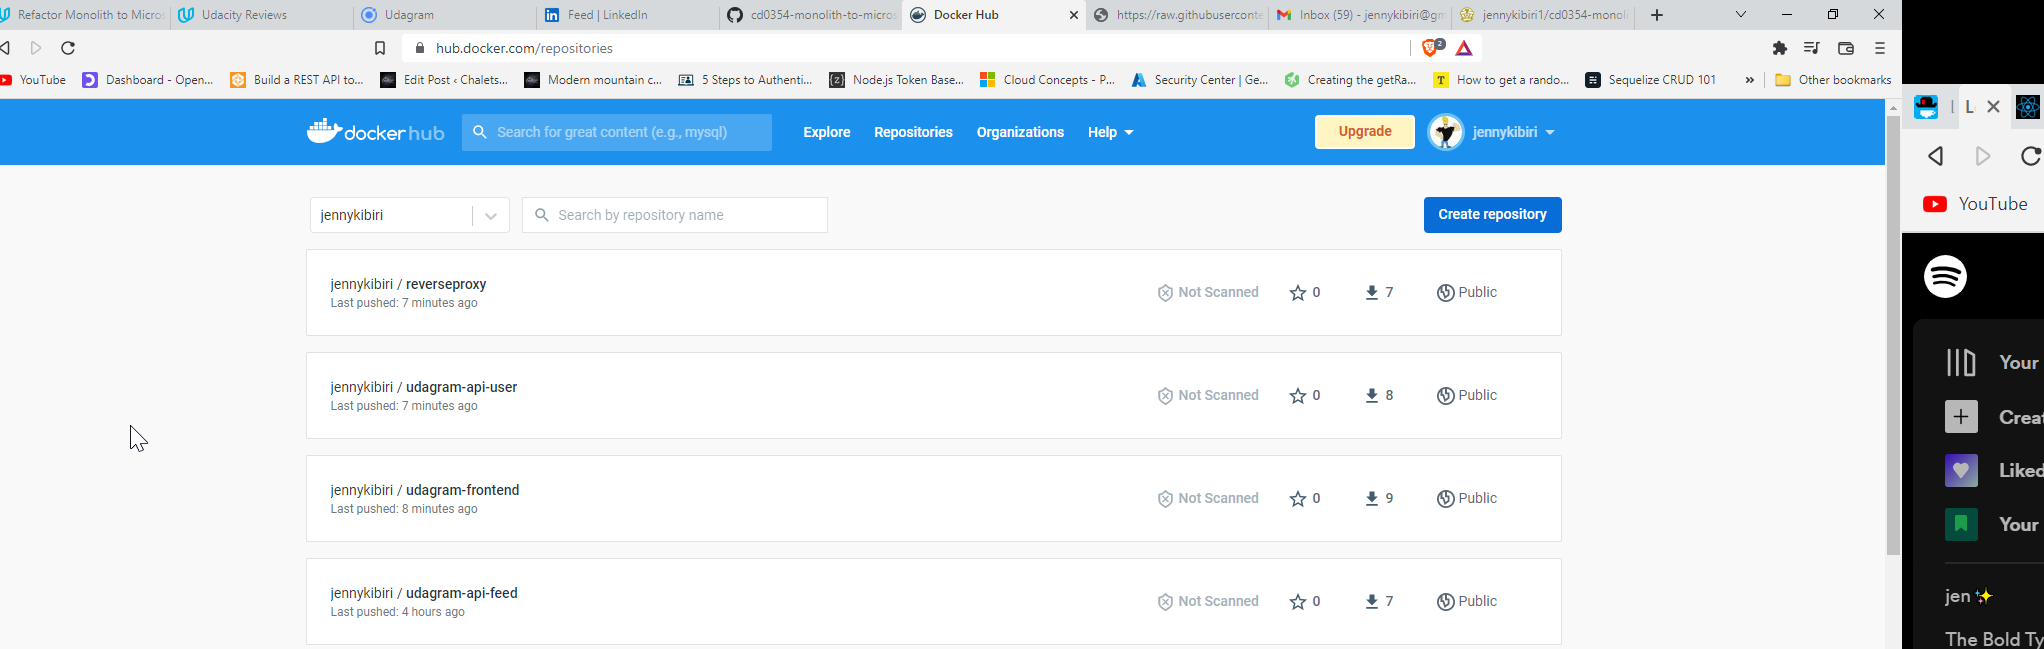 Refactor Monolith to Micros
Udacity Reviews
Udagram
Feed | LinkedIn
cd0354-monolith-to-micros
Docker Hub
https://raw.githubuserconte
Inbox (59) - jennykibiri@gm
jennykibiri1/cd0354-monoli
hub.docker.com/repositories
2
YouTube
Dashboard - Open...
Build a REST API to...
Edit Post ‹ Chalets...
Modern mountain c...
5 Steps to Authenti...
Node.js Token Base...
Cloud Concepts - P...
Security Center | Ge...
Creating the getRa...
How to get a rando...
Sequelize CRUD 101
»
Other bookmarks
docker hub
Search for great content (e.g., mysql)
Explore
Repositories
Organizations
Help
Upgrade
jennykibiri
jennykibiri
Search by repository name
Create repository
jennykibiri / reverseproxy
Last pushed: 7 minutes ago
Not Scanned
0
7
Public
jennykibiri / udagram-api-user
Last pushed: 7 minutes ago
Not Scanned
0
8
Public
jennykibiri / udagram-frontend
Last pushed: 8 minutes ago
Not Scanned
0
9
Public
jennykibiri / udagram-api-feed
Last pushed: 4 hours ago
Not Scanned
0
7
Public
YouTube
Your
Creat
Liked
Your
jen✨
The Bold Ty